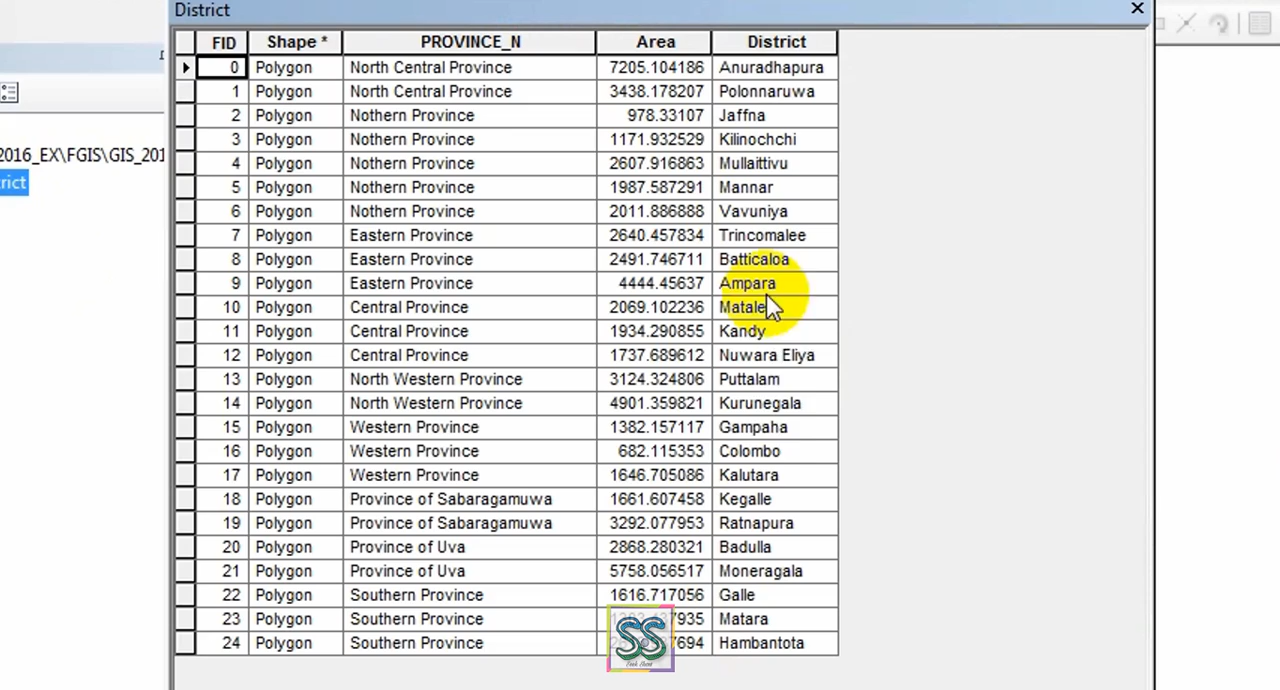 District
FID Shape * PROVINCE_N Area District
0 Polygon North Central Province 7205.104186 Anuradhapura
1 Polygon North Central Province 3438.178207 Polonnaruwa
2 Polygon Nothern Province 978.33107 Jaffna
3 Polygon Nothern Province 1171.932529 Kilinochchi
4 Polygon Nothern Province 2607.916863 Mullaittivu
5 Polygon Nothern Province 1987.587291 Mannar
6 Polygon Nothern Province 2011.886888 Vavuniya
7 Polygon Eastern Province 2640.457834 Trincomalee
8 Polygon Eastern Province 2491.746711 Batticaloa
9 Polygon Eastern Province 4444.45637 Ampara
10 Polygon Central Province 2069.102236 Matale
11 Polygon Central Province 1934.290855 Kandy
12 Polygon Central Province 1737.689612 Nuwara Eliya
13 Polygon North Western Province 3124.324806 Puttalam
14 Polygon North Western Province 4901.359821 Kurunegala
15 Polygon Western Province 1382.157117 Gampaha
16 Polygon Western Province 682.115353 Colombo
17 Polygon Western Province 1646.705086 Kalutara
18 Polygon Province of Sabaragamuwa 1661.607458 Kegalle
19 Polygon Province of Sabaragamuwa 3292.077953 Ratnapura
20 Polygon Province of Uva 2868.280321 Badulla
21 Polygon Province of Uva 5758.056517 Moneragala
22 Polygon Southern Province 1616.717056 Galle
23 Polygon Southern Province Matara
24 Polygon Southern Province Hambantota
2016_EX\FGIS\GIS_201
rict
SS